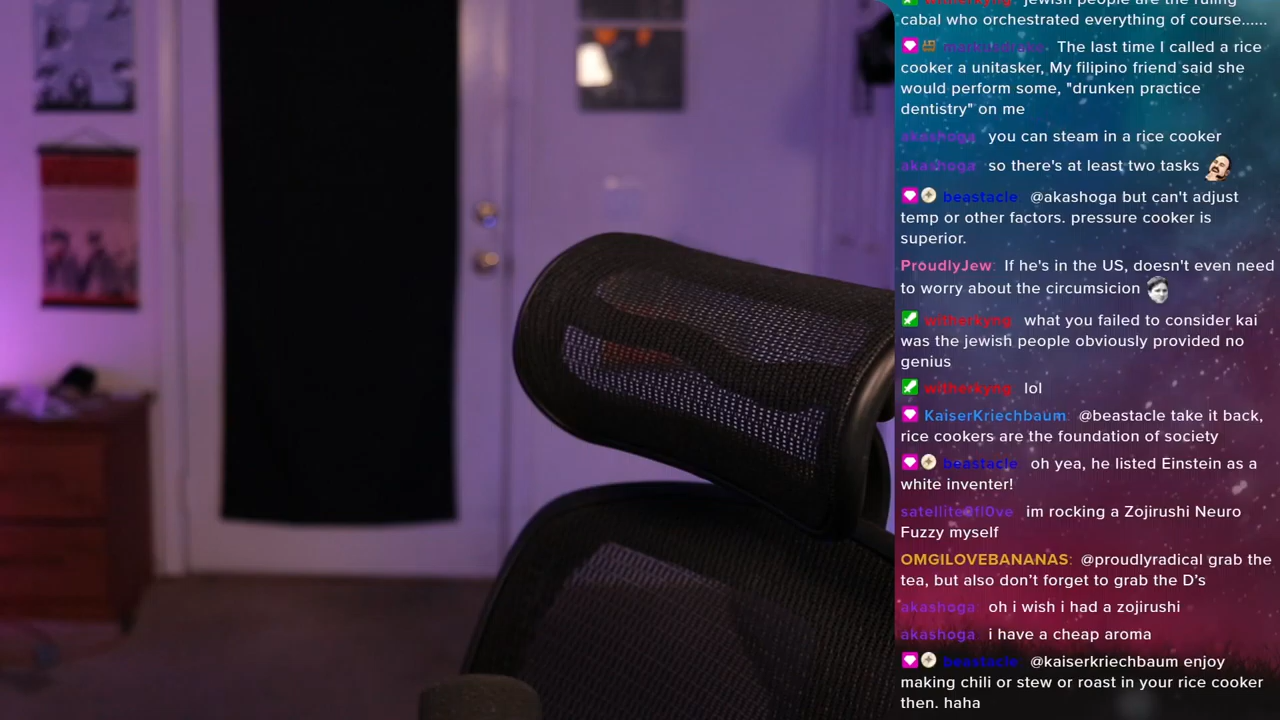 witherkyng: jewish people are the ruling
cabal who orchestrated everything of course......
The last time I called a rice
cooker a unitasker, My filipino friend said she
would perform some, "drunken practice
dentistry" on me
akashoga: you can steam in a rice cooker
akashoga: so there's at least two tasks
beastacle: @akashoga but can't adjust
temp or other factors. pressure cooker is
superior.
ProudlyJew: If he's in the US, doesn't even need
to worry about the circumsicion
witherkyng: what you failed to consider kai
was the jewish people obviously provided no
genius
witherkyng: lol
KaiserKriechbaum: @beastacle take it back,
rice cookers are the foundation of society
beastacle: oh yea, he listed Einstein as a
white inventer!
im rocking a Zojirushi Neuro
Fuzzy myself
OMGILOVEBANANAS: @proudlyradical grab the
tea, but also don't forget to grab the D's
akashoga: oh i wish i had a zojirushi
akashoga: i have a cheap aroma
beastacle: @kaiserkriechbaum enjoy
making chili or stew or roast in your rice cooker
then. haha